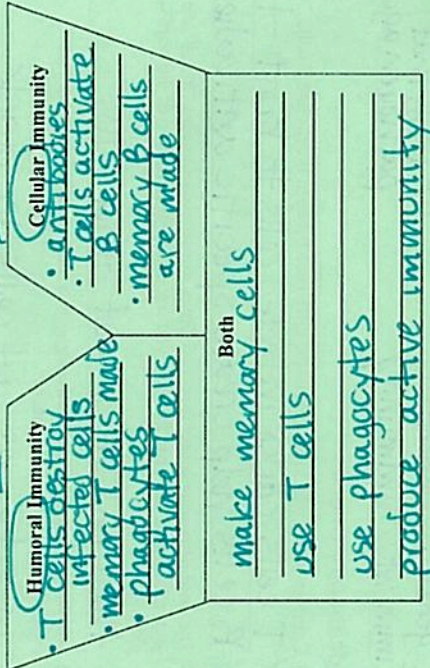 Humoral Immunity
• T cells destroy
infected cells
• memory T cells made
• phagocytes
activate T cells
Cellular Immunity
• antibodies
• T cells activate
B cells
• memory B cells
are made
Both
make memory cells
use T cells
use phagocytes
produce active immunity